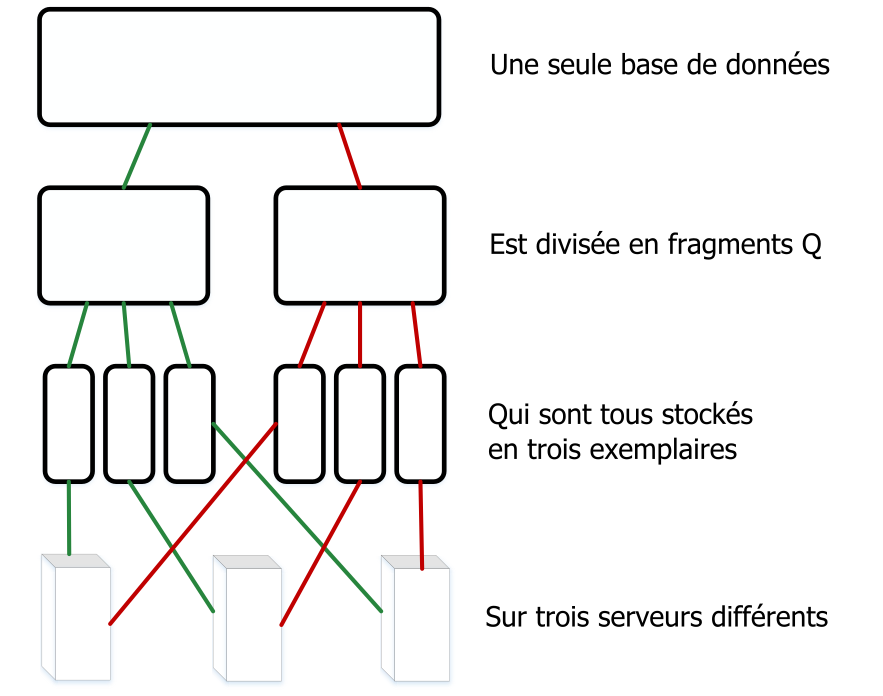 Une seule base de données
Est divisée en fragments Q
Qui sont tous stockés
en trois exemplaires
Sur trois serveurs différents